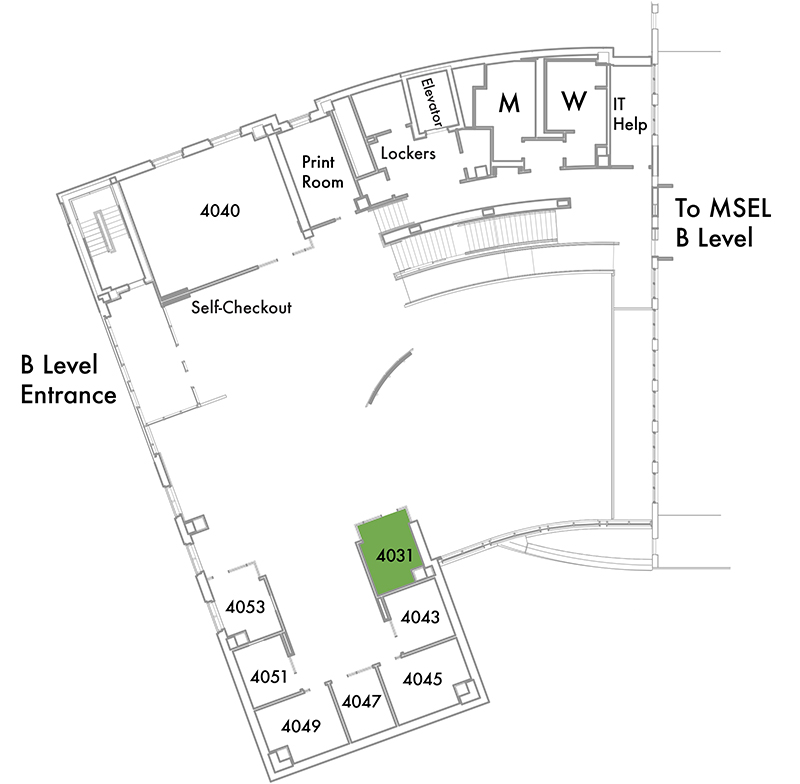 Elevator
M
W
IT
Help
Lockers
Print
Room
4040
To MSEL
B Level
Self-Checkout
B Level
Entrance
4031
4053
4043
4051
4045
4047
4049